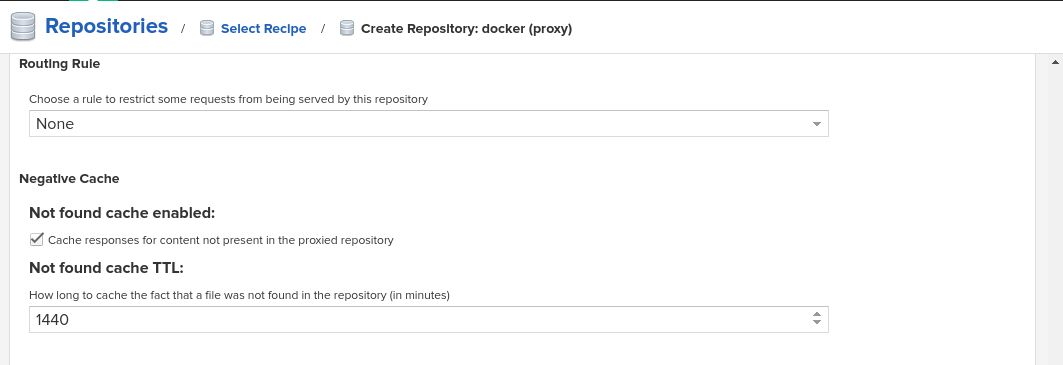 Repositories / Select Recipe / Create Repository: docker (proxy)
Routing Rule
Choose a rule to restrict some requests from being served by this repository
None
Negative Cache
Not found cache enabled:
Cache responses for content not present in the proxied repository
Not found cache TTL:
How long to cache the fact that a file was not found in the repository (in minutes)
1440